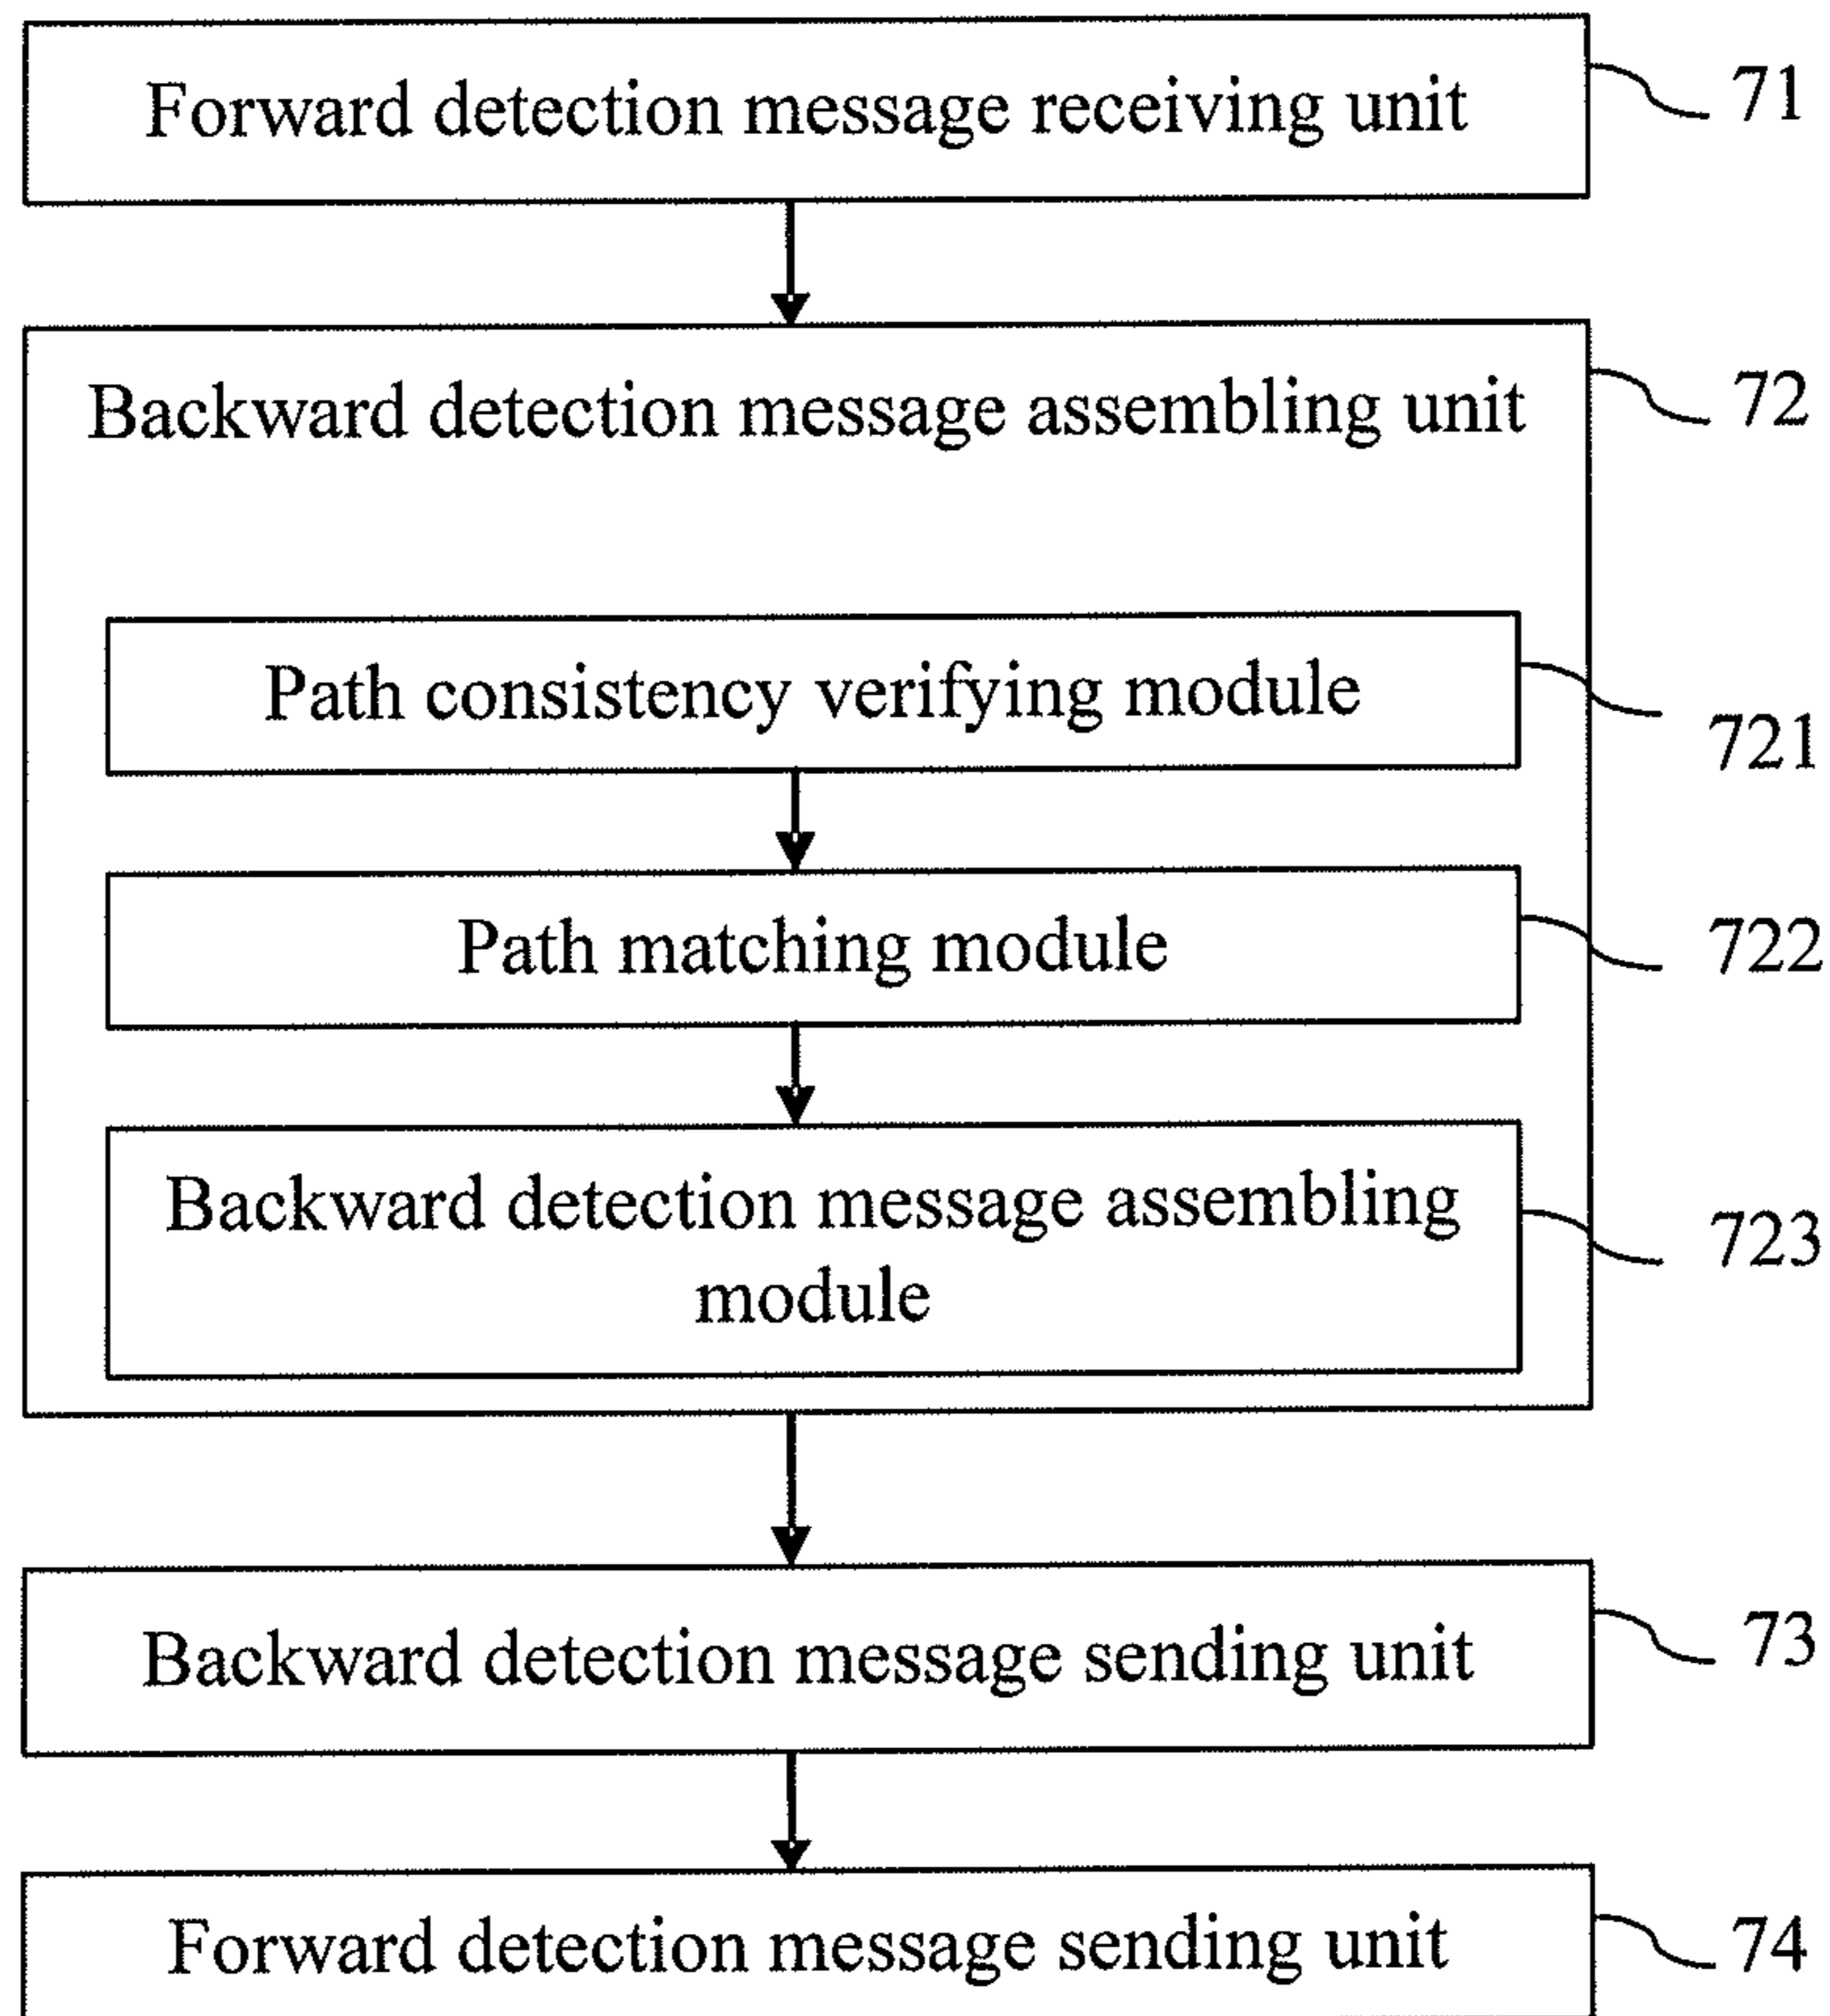 Forward detection message receiving unit
71
Backward detection message assembling unit
72
Path consistency verifying module
721
Path matching module
722
Backward detection message assembling
module
723
Backward detection message sending unit
73
Forward detection message sending unit
74